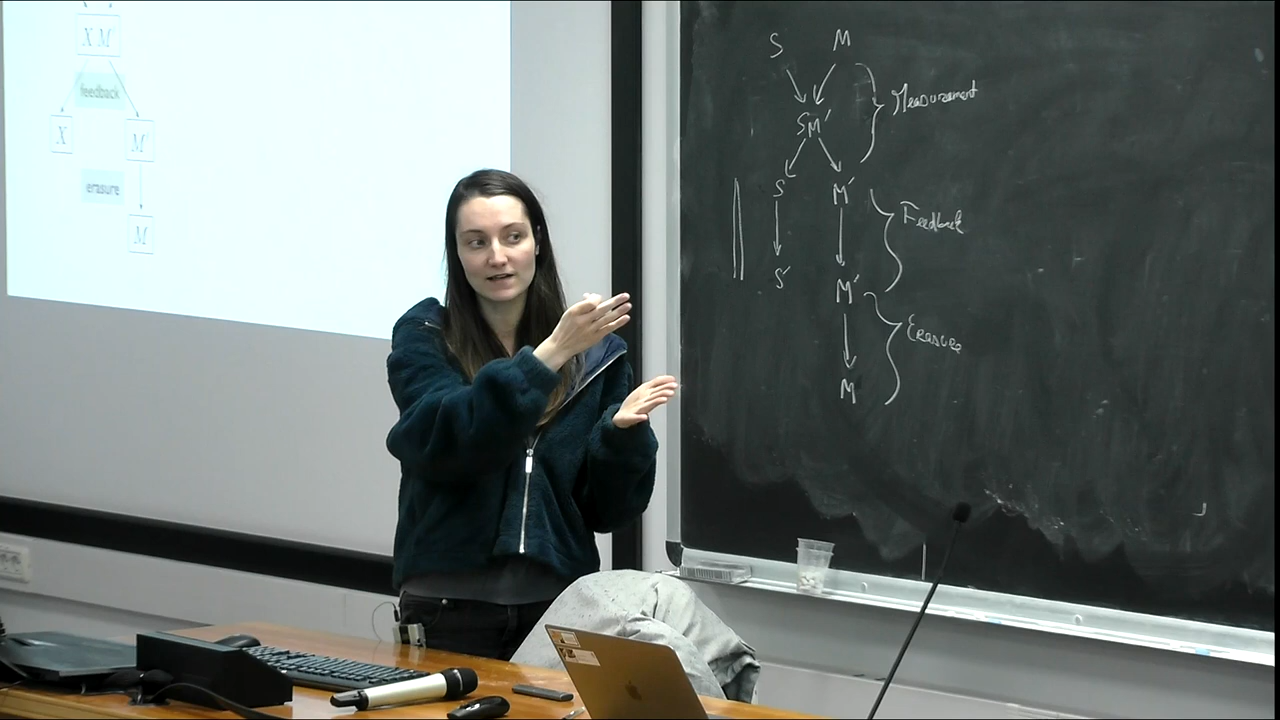 X M'
feedback
X M'
erasure
M
S M
Measurement
SM'
S M'
Feedback
S' M'
Erasure
M